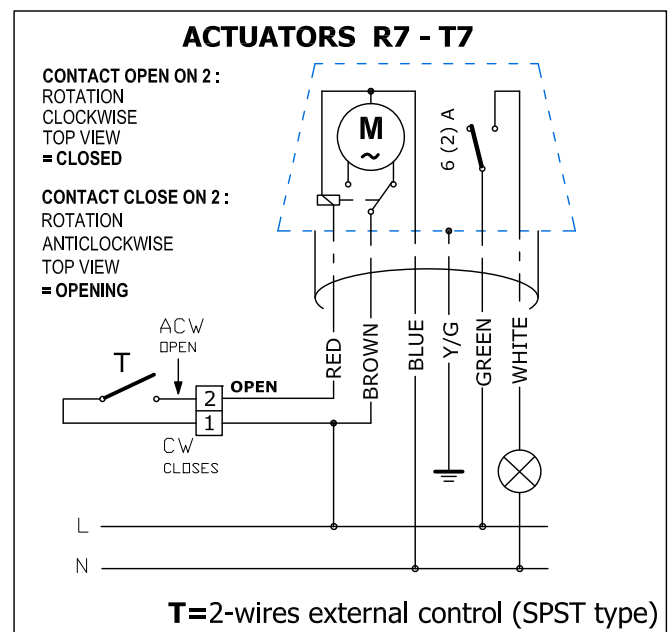 ACTUATORS R7 - T7
CONTACT OPEN ON 2 :
ROTATION
CLOCKWISE
TOP VIEW
= CLOSED
CONTACT CLOSE ON 2 :
ROTATION
ANTICLOCKWISE
TOP VIEW
= OPENING
M
~
6 (2) A
ACW
OPEN
T
2
OPEN
1
CW
CLOSES
RED
BROWN
BLUE
Y/G
GREEN
WHITE
L
N
T=2-wires external control (SPST type)